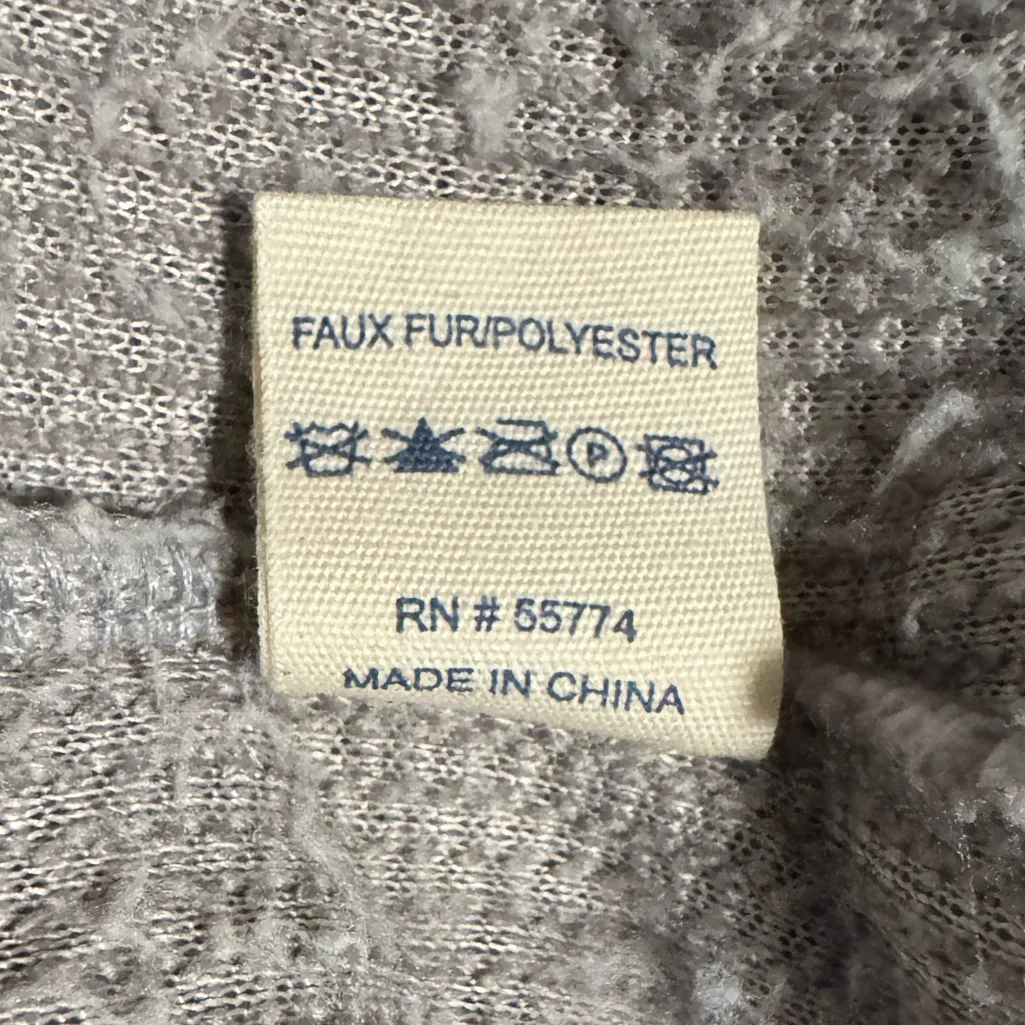 FAUX FUR/POLYESTER
P
RN # 55774
MADE IN CHINA